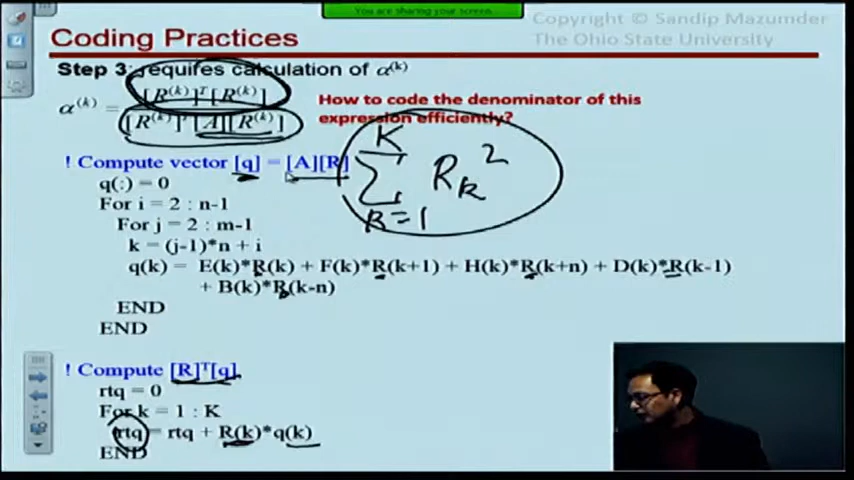 You are sharing your screen
Copyright © Sandip Mazumder
The Ohio State University
Coding Practices
Step 3: requires calculation of α(k)
α(k) = [R(k)]T[R(k)] / [R(k)]T[A][R(k)]
How to code the denominator of this
expression efficiently?
! Compute vector [q] = [A][R]
K
Σ Rk2
k=1
q(:) = 0
For i = 2 : n-1
For j = 2 : m-1
k = (j-1)*n + i
q(k) = E(k)*R(k) + F(k)*R(k+1) + H(k)*R(k+n) + D(k)*R(k-1)
+ B(k)*R(k-n)
END
END
! Compute [R]T[q]
rtq = 0
For k = 1 : K
rtq = rtq + R(k)*q(k)
END